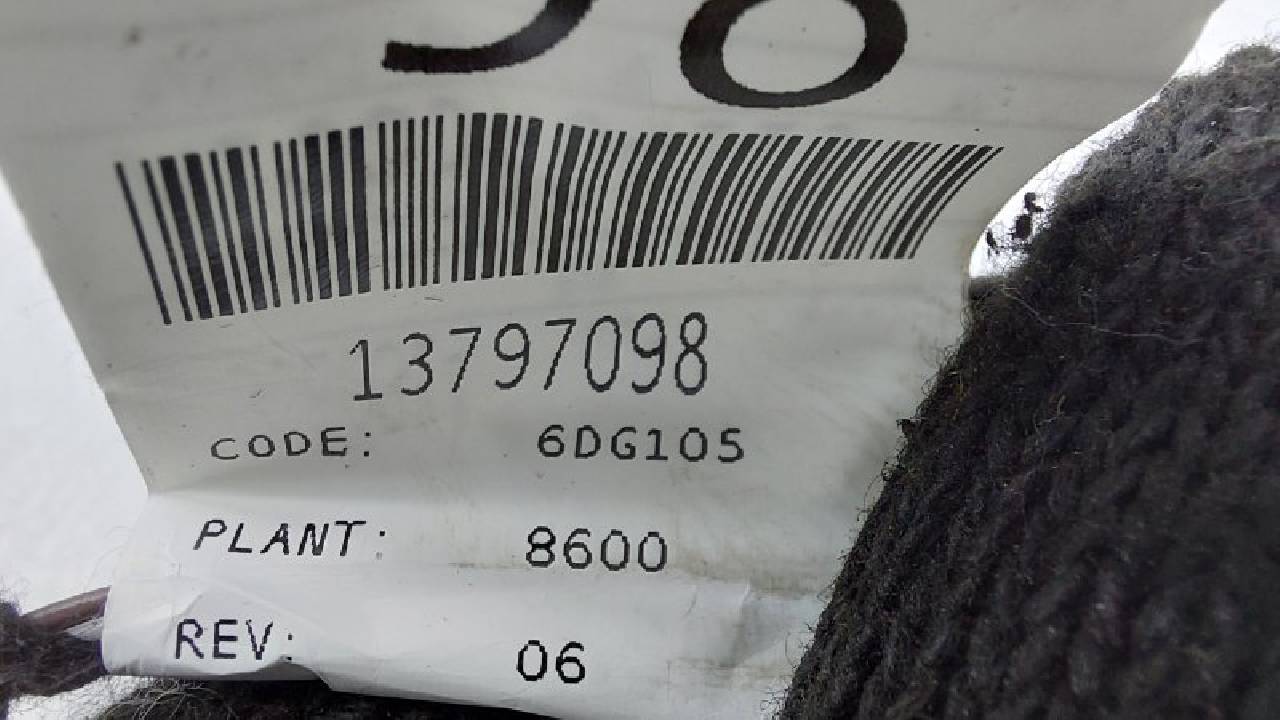 13797098
CODE: 6DG105
PLANT: 8600
REV: 06